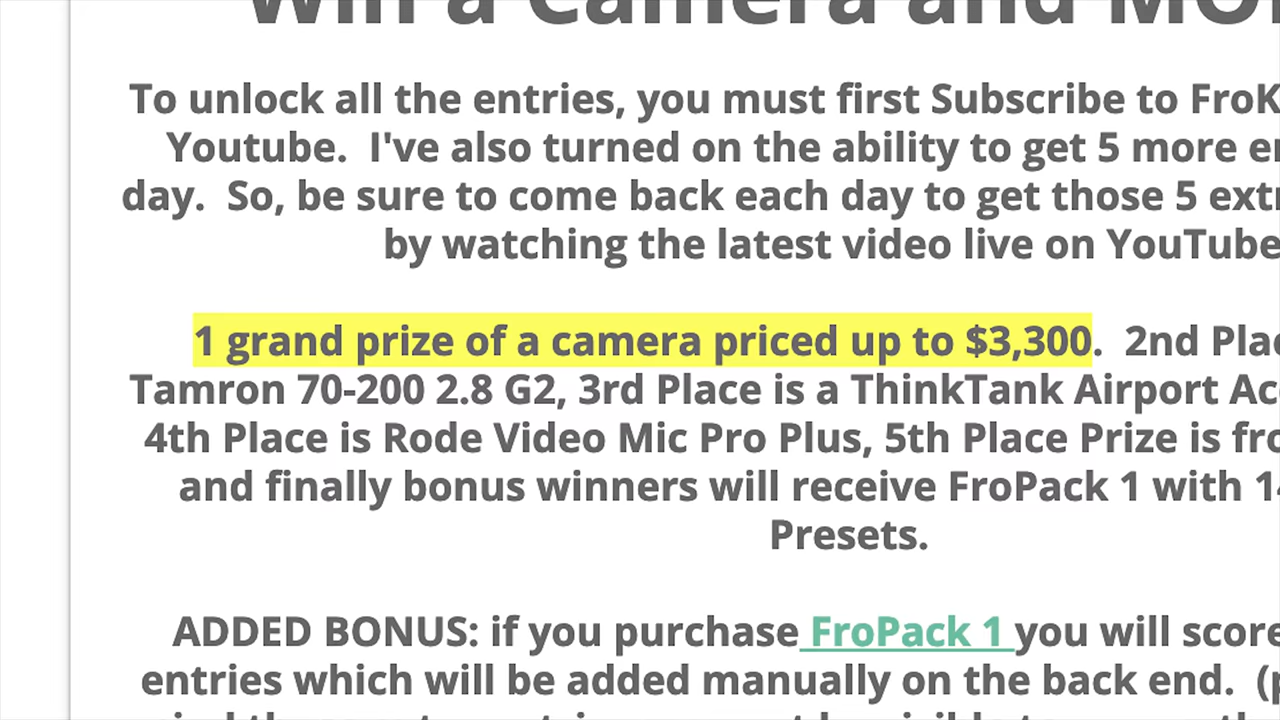 Win a Camera and
To unlock all the entries, you must first Subscribe to
Youtube. I've also turned on the ability to get 5 more
day. So, be sure to come back each day to get those 5
by watching the latest video live on YouTube
1 grand prize of a camera priced up to $3,300. 2nd
Tamron 70-200 2.8 G2, 3rd Place is a ThinkTank Airport
4th Place is Rode Video Mic Pro Plus, 5th Place Prize is
and finally bonus winners will receive FroPack 1 with
Presets.
ADDED BONUS: if you purchase FroPack 1 you will score
entries which will be added manually on the back end.